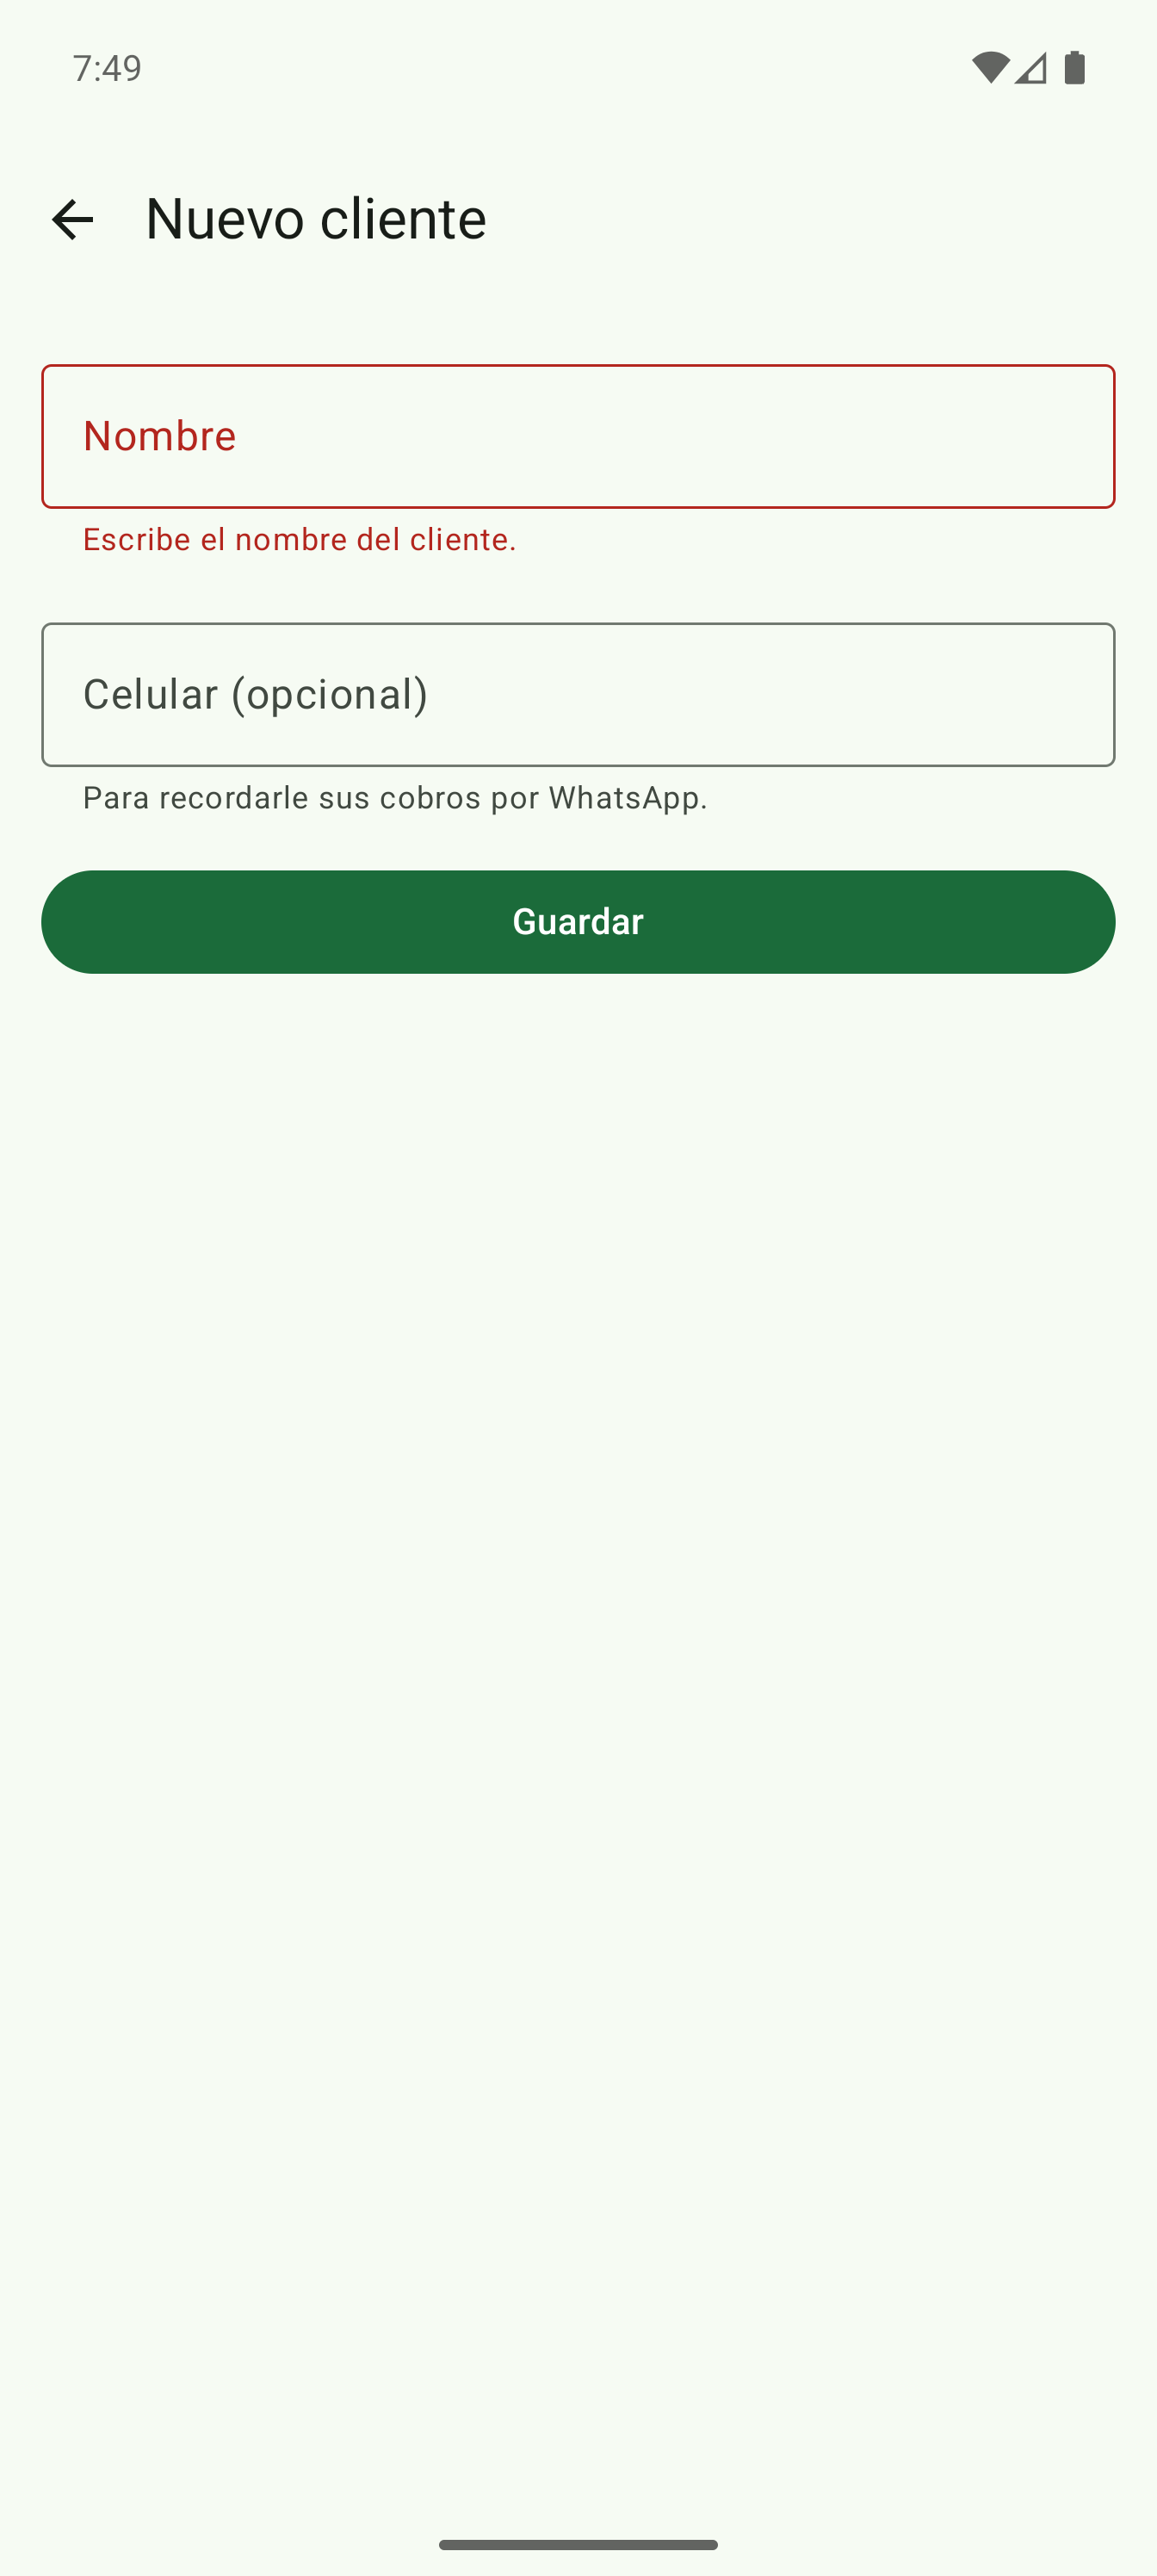 7:49
Nuevo cliente
Nombre
Escribe el nombre del cliente.
Celular (opcional)
Para recordarle sus cobros por WhatsApp.
Guardar